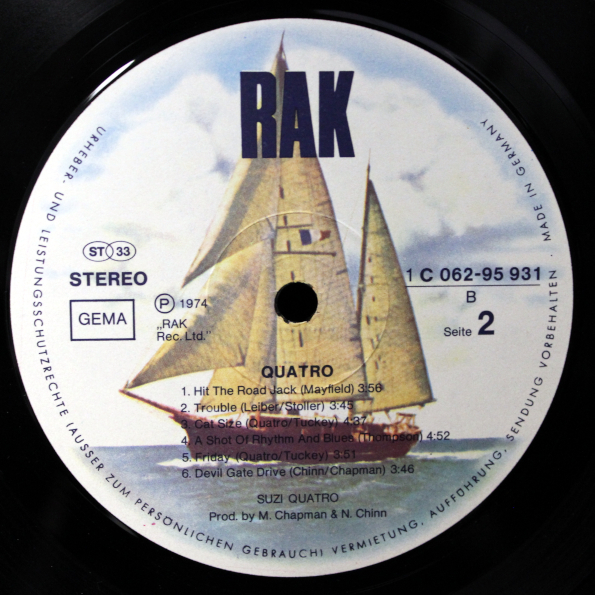 RAK
URHEBER- UND LEISTUNGSSCHUTZRECHTE (AUSSER ZUM PERSÖNLICHEN GEBRAUCH) VERMIETUNG, AUFFÜHRUNG, SENDUNG VORBEHALTEN · MADE IN GERMANY
ST 33
STEREO
GEMA
Ⓟ 1974
„RAK
Rec. Ltd."
1 C 062-95 931
B
Seite 2
QUATRO
1. Hit The Road Jack (Mayfield) 3:56
2. Trouble (Leiber/Stoller) 3:45
3. Cat Size (Quatro/Tuckey) 4:37
4. A Shot Of Rhythm And Blues (Thompson) 4:52
5. Friday (Quatro/Tuckey) 3:51
6. Devil Gate Drive (Chinn/Chapman) 3:46
SUZI QUATRO
Prod. by M. Chapman & N. Chinn